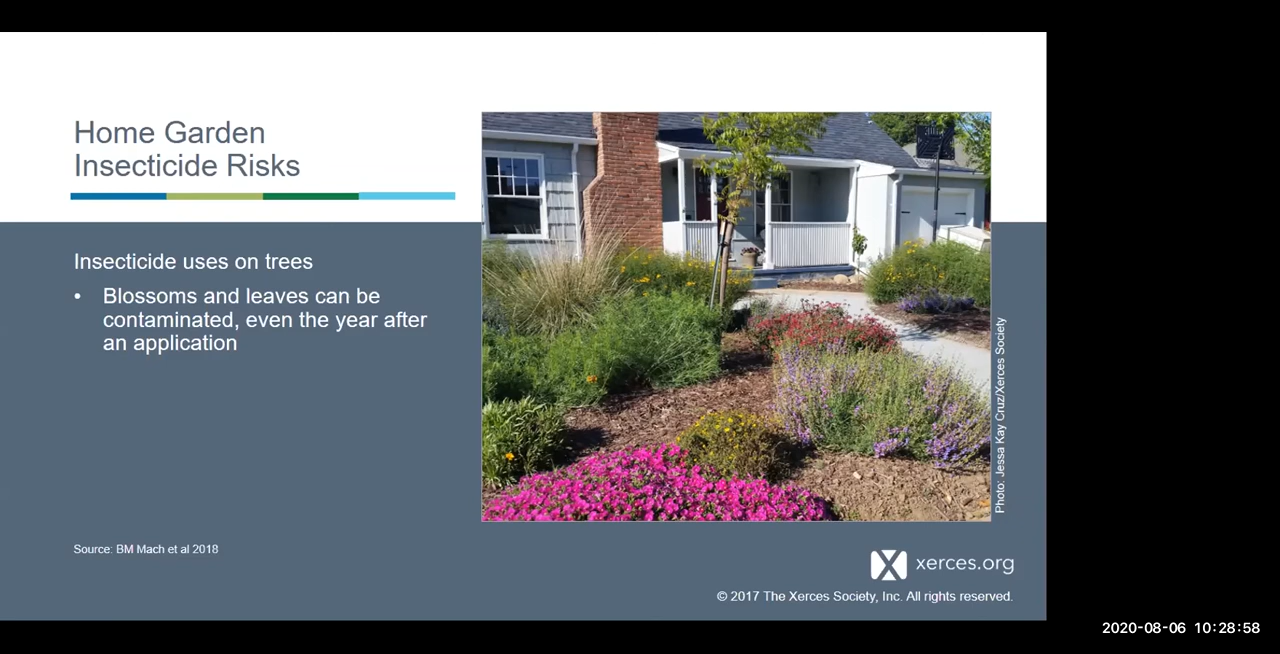 Home Garden
Insecticide Risks
Insecticide uses on trees
• Blossoms and leaves can be
contaminated, even the year after
an application
Photo: Jessa Kay Cruz/Xerces Society
Source: BM Mach et al 2018
xerces.org
© 2017 The Xerces Society, Inc. All rights reserved.
2020-08-06 10:28:58